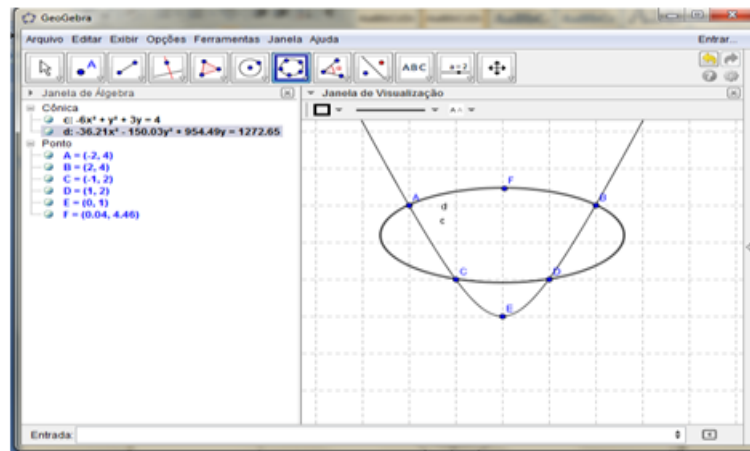 GeoGebra
Arquivo Editar Exibir Opções Ferramentas Janela Ajuda
Entrar...
A
ABC
a=2
Janela de Álgebra
Janela de Visualização
Cônica
c: -6x² + y² + 3y = 4
d: -36.21x² - 150.03y² + 954.49y = 1272.65
Ponto
A = (-2, 4)
B = (2, 4)
C = (-1, 2)
D = (1, 2)
E = (0, 1)
F = (0.04, 4.46)
F
A
B
d
c
C
D
E
Entrada: